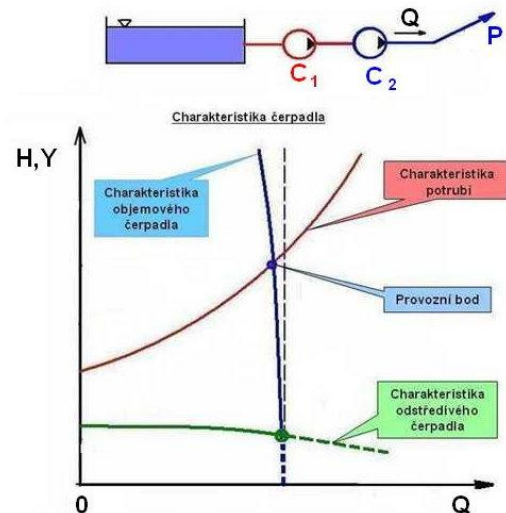 Q
P
C1
C2
Charakteristika čerpadla
H,Y
Charakteristika
objemového
čerpadla
Charakteristika
potrubí
Provozní bod
Charakteristika
odstředivého
čerpadla
0
Q